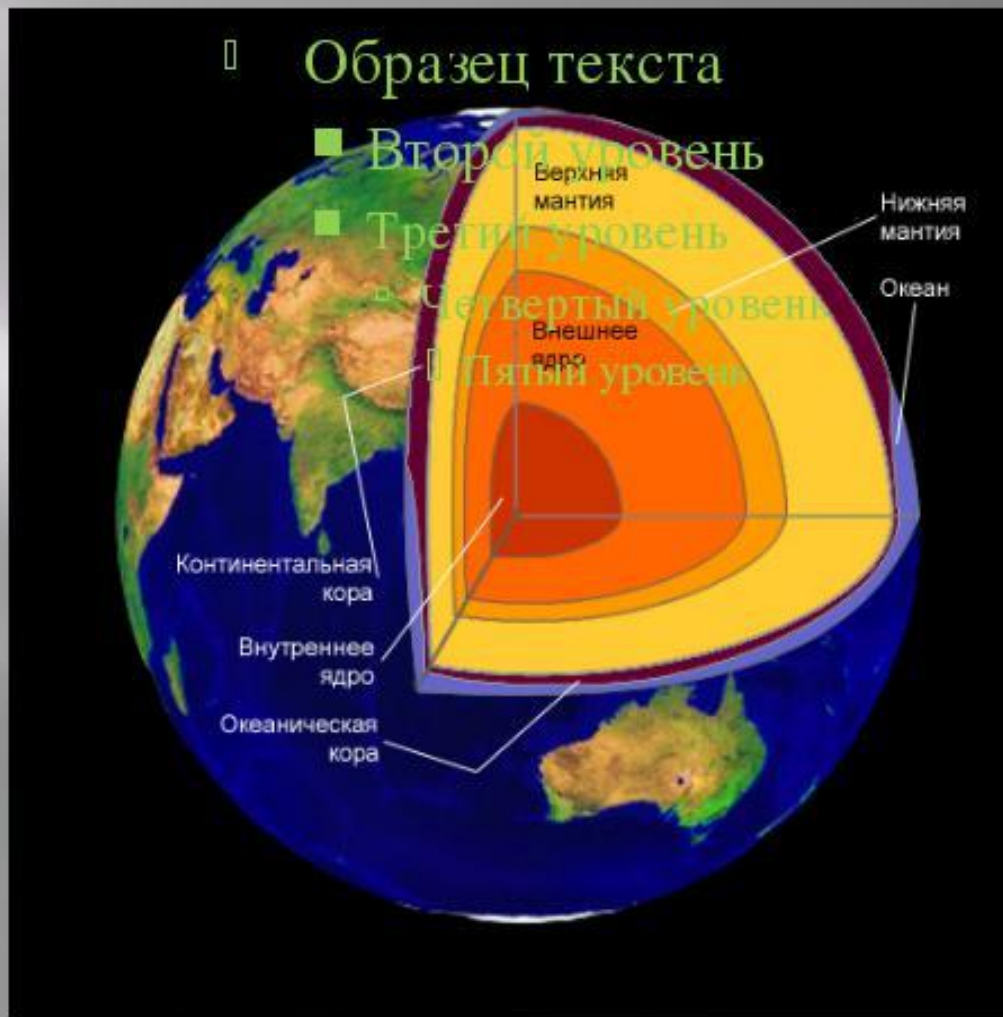 Образец текста
Второй уровень
Верхняя
мантия
Третий уровень
Нижняя
мантия
Океан
Четвертый уровень
Внешнее
ядро
Пятый уровень
Континентальная
кора
Внутреннее
ядро
Океаническая
кора